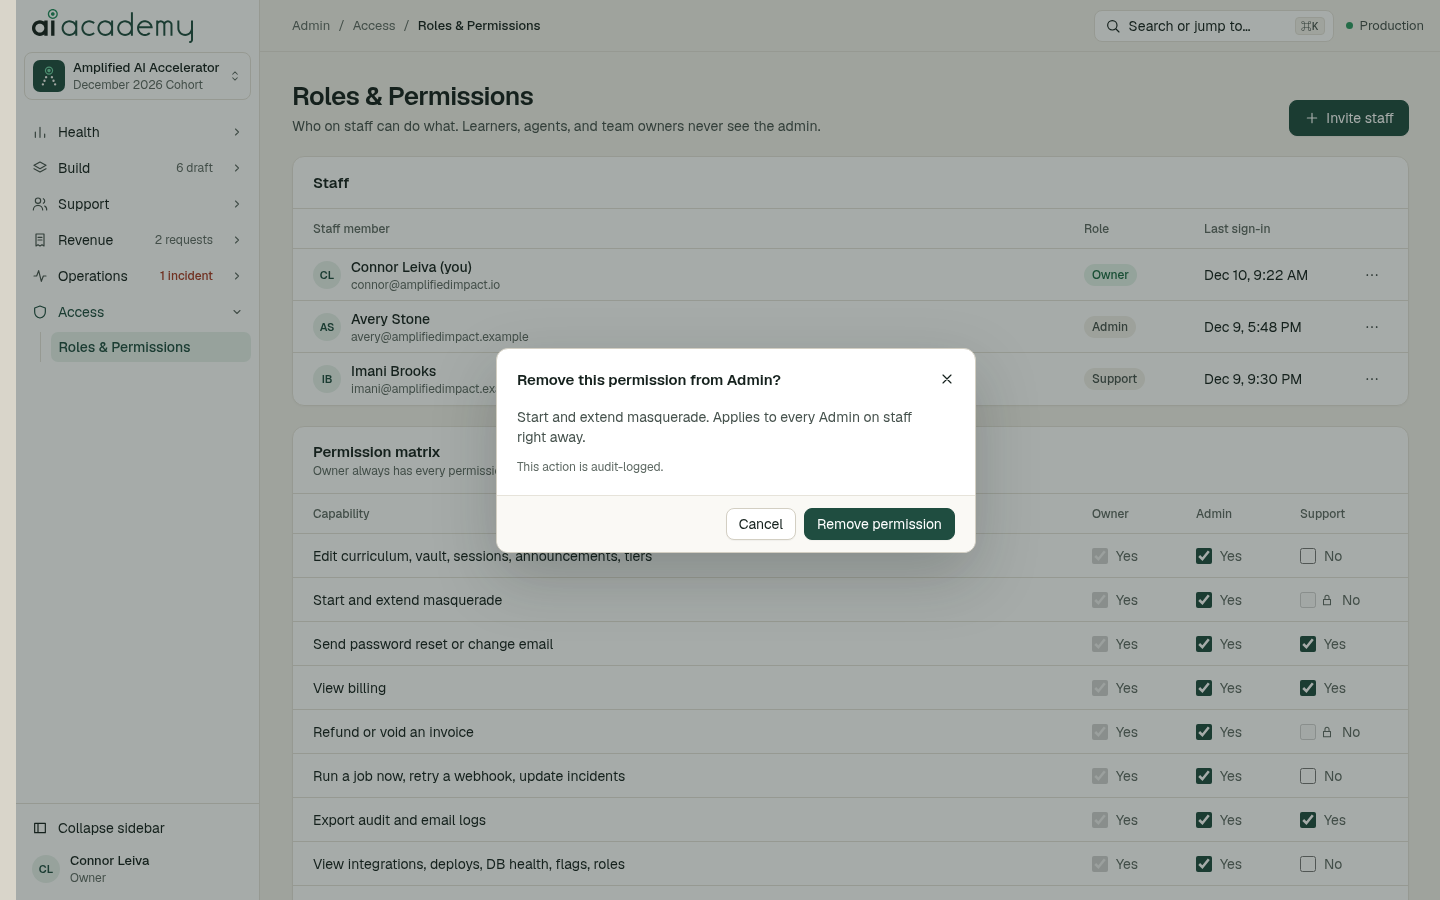 ai academy
Amplified AI Accelerator
December 2026 Cohort
Health
Build 6 draft
Support
Revenue 2 requests
Operations 1 incident
Access
Roles & Permissions
Collapse sidebar
CL Connor Leiva
Owner
Admin / Access / Roles & Permissions
Search or jump to... ⌘K
Production
Roles & Permissions
Who on staff can do what. Learners, agents, and team owners never see the admin.
+ Invite staff
Staff
Staff member Role Last sign-in
CL Connor Leiva (you) Owner Dec 10, 9:22 AM ...
connor@amplifiedimpact.io
AS Avery Stone Admin Dec 9, 5:48 PM ...
avery@amplifiedimpact.example
IB Imani Brooks Support Dec 9, 9:30 PM ...
imani@amplifiedimpact.ex
Remove this permission from Admin?
Start and extend masquerade. Applies to every Admin on staff
right away.
This action is audit-logged.
Cancel Remove permission
Permission matrix
Owner always has every
Capability Owner Admin Support
Edit curriculum, vault, sessions, announcements, tiers Yes Yes No
Start and extend masquerade Yes Yes No
Send password reset or change email Yes Yes Yes
View billing Yes Yes Yes
Refund or void an invoice Yes Yes No
Run a job now, retry a webhook, update incidents Yes Yes No
Export audit and email logs Yes Yes Yes
View integrations, deploys, DB health, flags, roles Yes Yes No